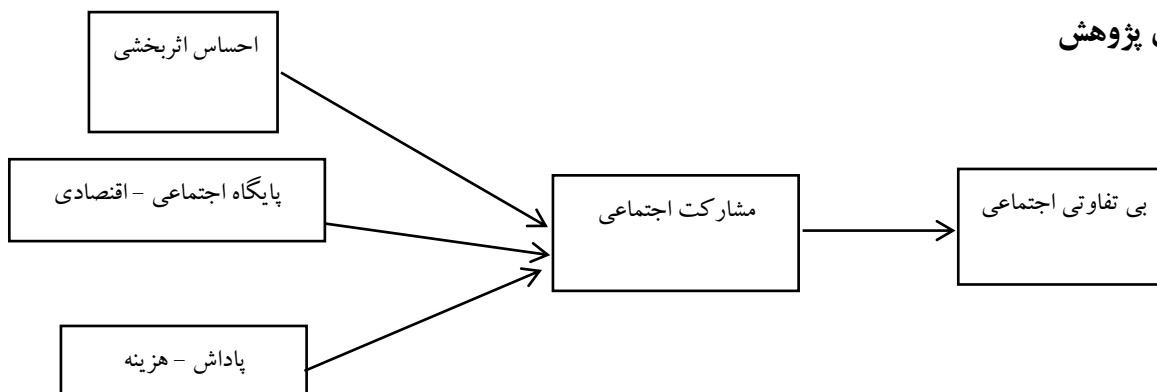 پژوهش
احساس اثربخشی
پایگاه اجتماعی – اقنصادی
مشارکت اجتماعی
بی تفاوتی اجتماعی
پاداش – هزینه